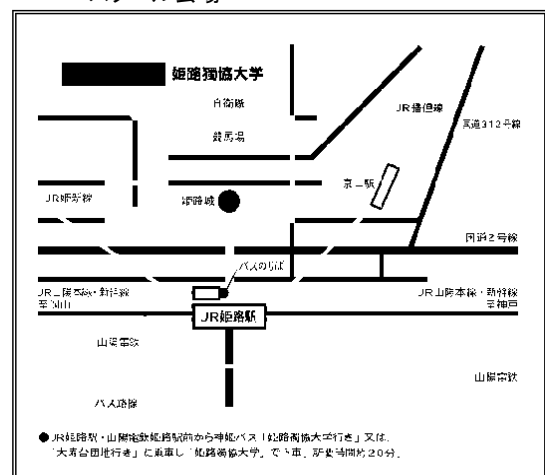 姫路獨協大学
自衛隊
競馬場
JR播但線
国道312号線
京口駅
JR姫新線
姫路城
国道2号線
バスのりば
JR山陽本線・新幹線
至岡山
JR山陽本線・新幹線
至神戸
JR姫路駅
山陽電鉄
山陽電鉄
バス路線
●JR姫路駅・山陽電鉄姫路駅前から神姫バス「姫路獨協大学行き」又は、
「大寿台団地行き」に乗車し「姫路獨協大学」で下車。所要時間約20分。